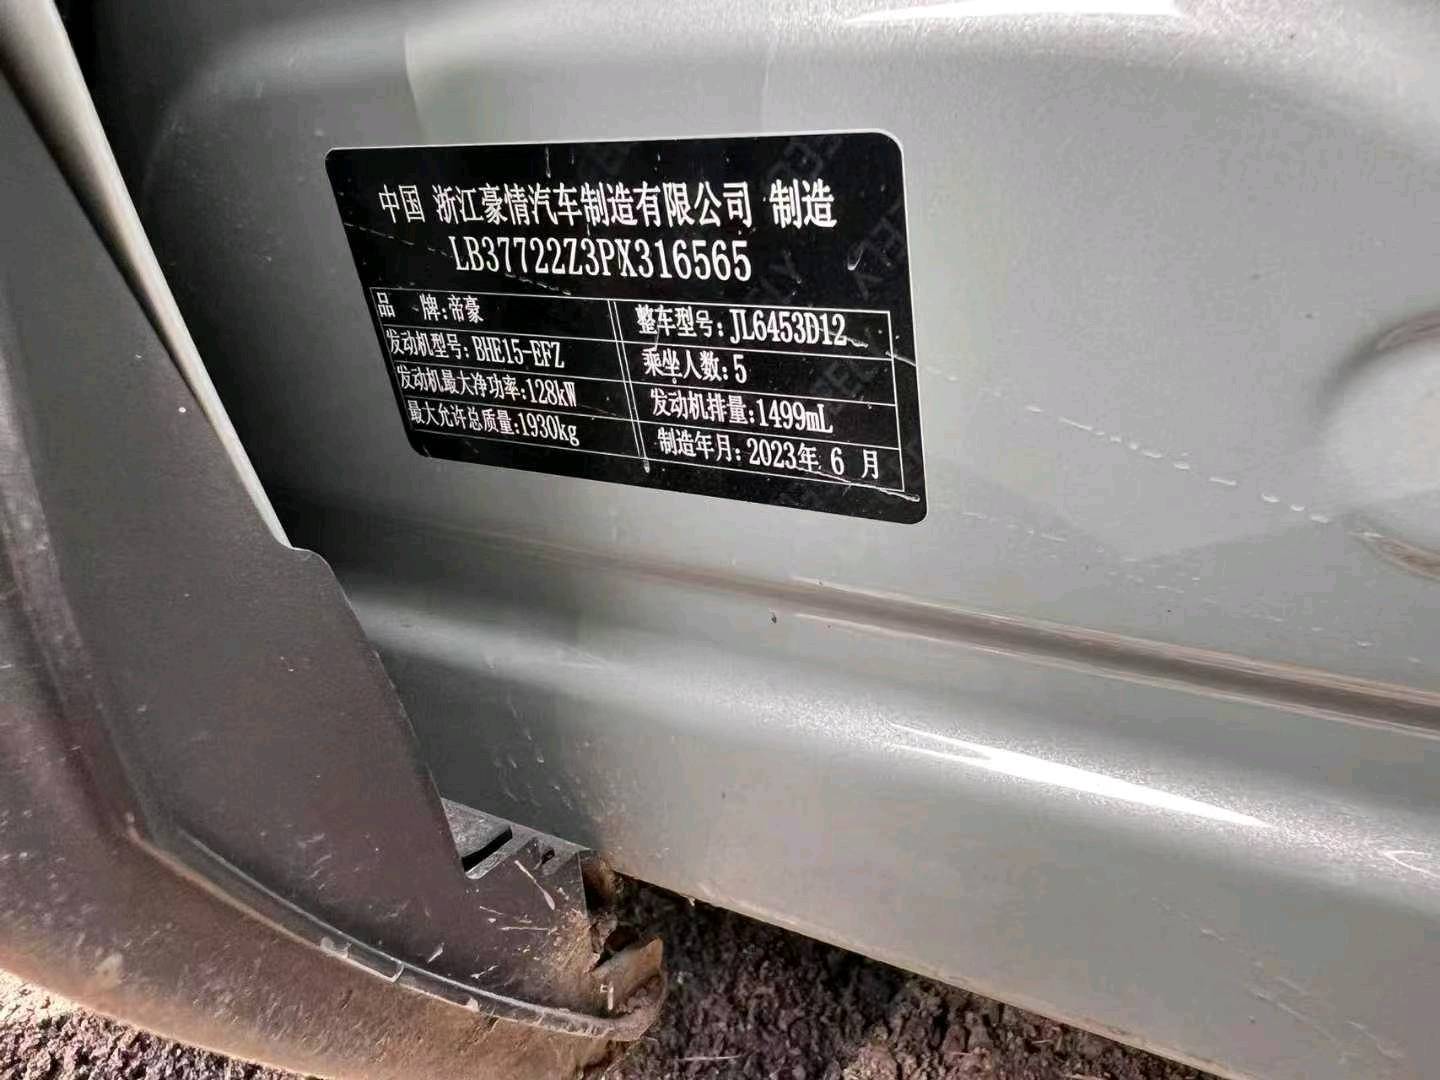 中国 浙江豪情汽车制造有限公司 制造
LB37722Z3PX316565
品 牌:帝豪 整车型号:JL6453D12
发动机型号:BHE15-EFZ 乘坐人数:5
发动机最大净功率:128kW 发动机排量:1499mL
最大允许总质量:1930kg 制造年月:2023年 6 月